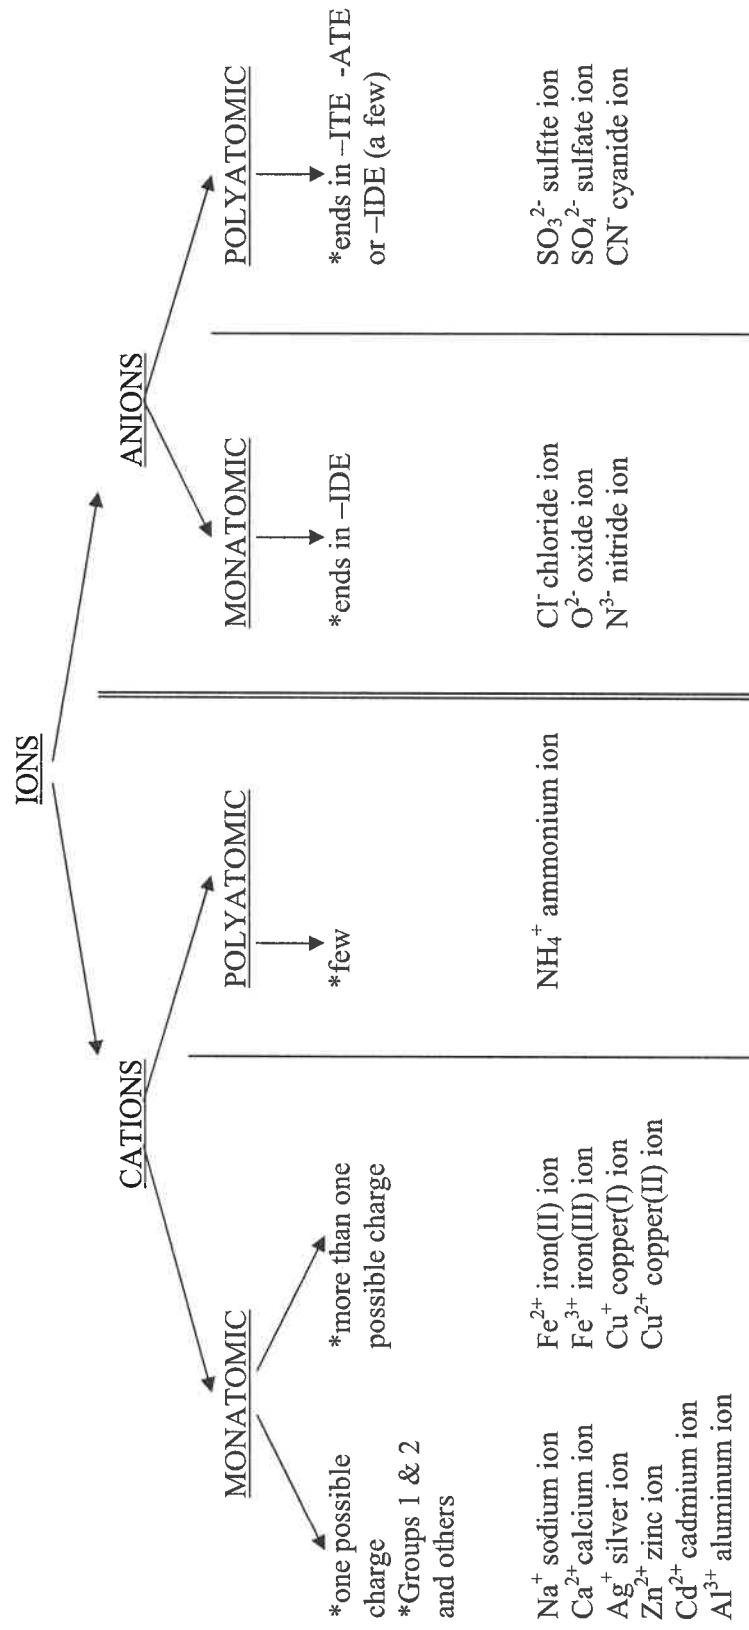 IONS
CATIONS
ANIONS
MONATOMIC
POLYATOMIC
MONATOMIC
POLYATOMIC
*one possible
charge
*Groups 1 & 2
and others
*more than one
possible charge
*few
*ends in –IDE
*ends in –ITE -ATE
or –IDE (a few)
Na⁺ sodium ion
Ca²⁺ calcium ion
Ag⁺ silver ion
Zn²⁺ zinc ion
Cd²⁺ cadmium ion
Al³⁺ aluminum ion
Fe²⁺ iron(II) ion
Fe³⁺ iron(III) ion
Cu⁺ copper(I) ion
Cu²⁺ copper(II) ion
NH₄⁺ ammonium ion
Cl⁻ chloride ion
O²⁻ oxide ion
N³⁻ nitride ion
SO₃²⁻ sulfite ion
SO₄²⁻ sulfate ion
CN⁻ cyanide ion